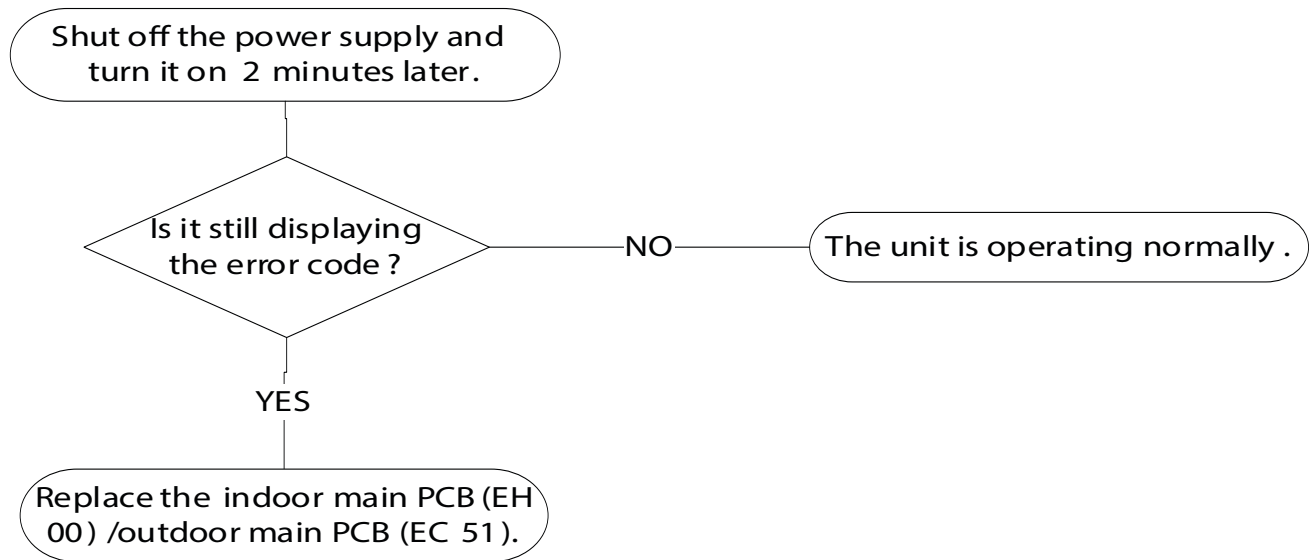 Shut off the power supply and
turn it on 2 minutes later.
Is it still displaying
the error code ?
NO
The unit is operating normally .
YES
Replace the indoor main PCB (EH
00) /outdoor main PCB (EC 51).